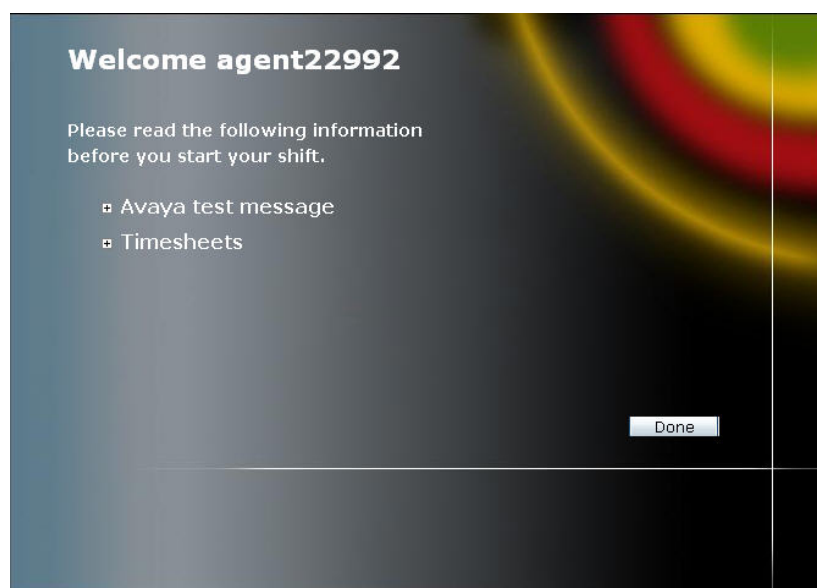 Welcome agent22992
Please read the following information
before you start your shift.
Avaya test message
Timesheets
Done